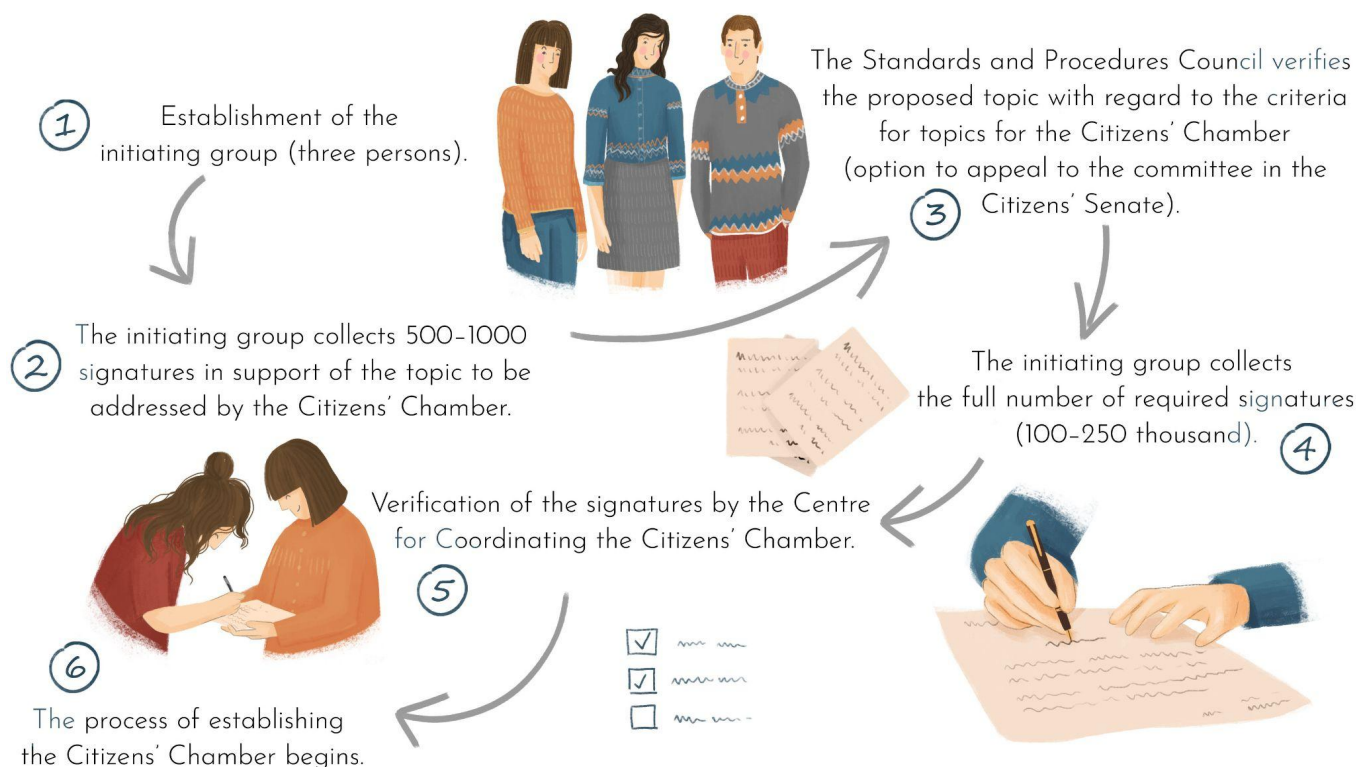 1
Establishment of the
initiating group (three persons).
2
The initiating group collects 500–1000
signatures in support of the topic to be
addressed by the Citizens’ Chamber.
The Standards and Procedures Council verifies
the proposed topic with regard to the criteria
for topics for the Citizens’ Chamber
(option to appeal to the committee in the
3
Citizens’ Senate).
The initiating group collects
the full number of required signatures
(100–250 thousand).
4
Verification of the signatures by the Centre
for Coordinating the Citizens’ Chamber.
5
6
The process of establishing
the Citizens’ Chamber begins.